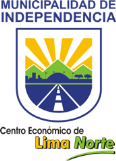 MUNICIPALIDAD DE
INDEPENDENCIA
Centro Económico de
Lima Norte